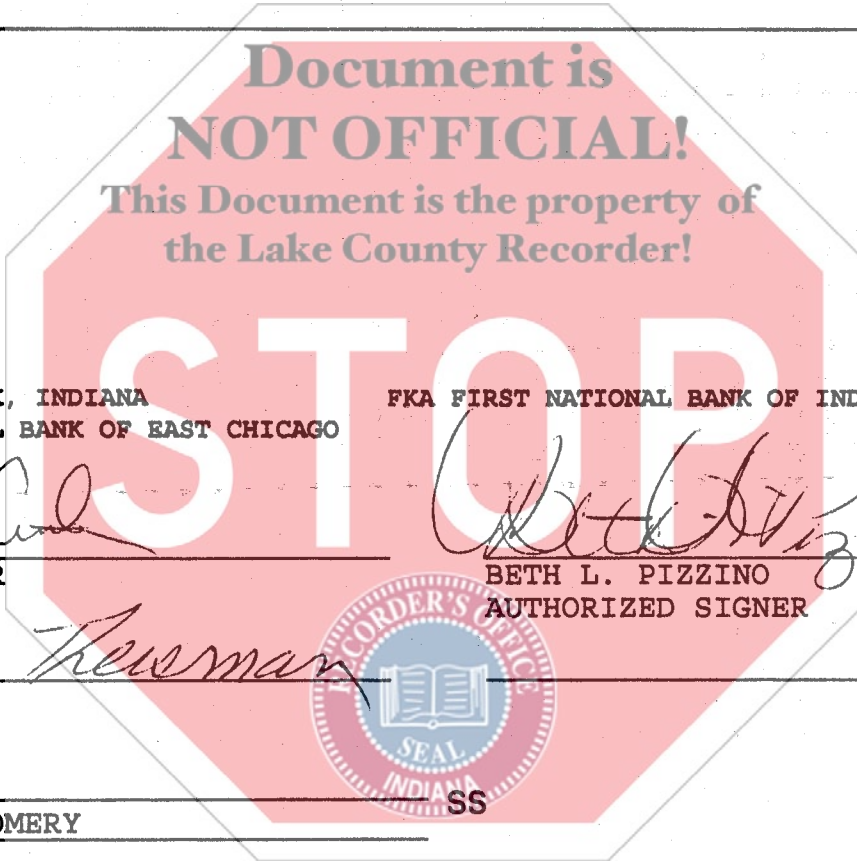 Document is
NOT OFFICIAL!
This Document is the property of
the Lake County Recorder!
STOP
, INDIANA FKA FIRST NATIONAL BANK OF IND
BANK OF EAST CHICAGO
BETH L. PIZZINO
AUTHORIZED SIGNER
RECORDER'S OFFICE
SEAL
INDIANA
SS
OMERY